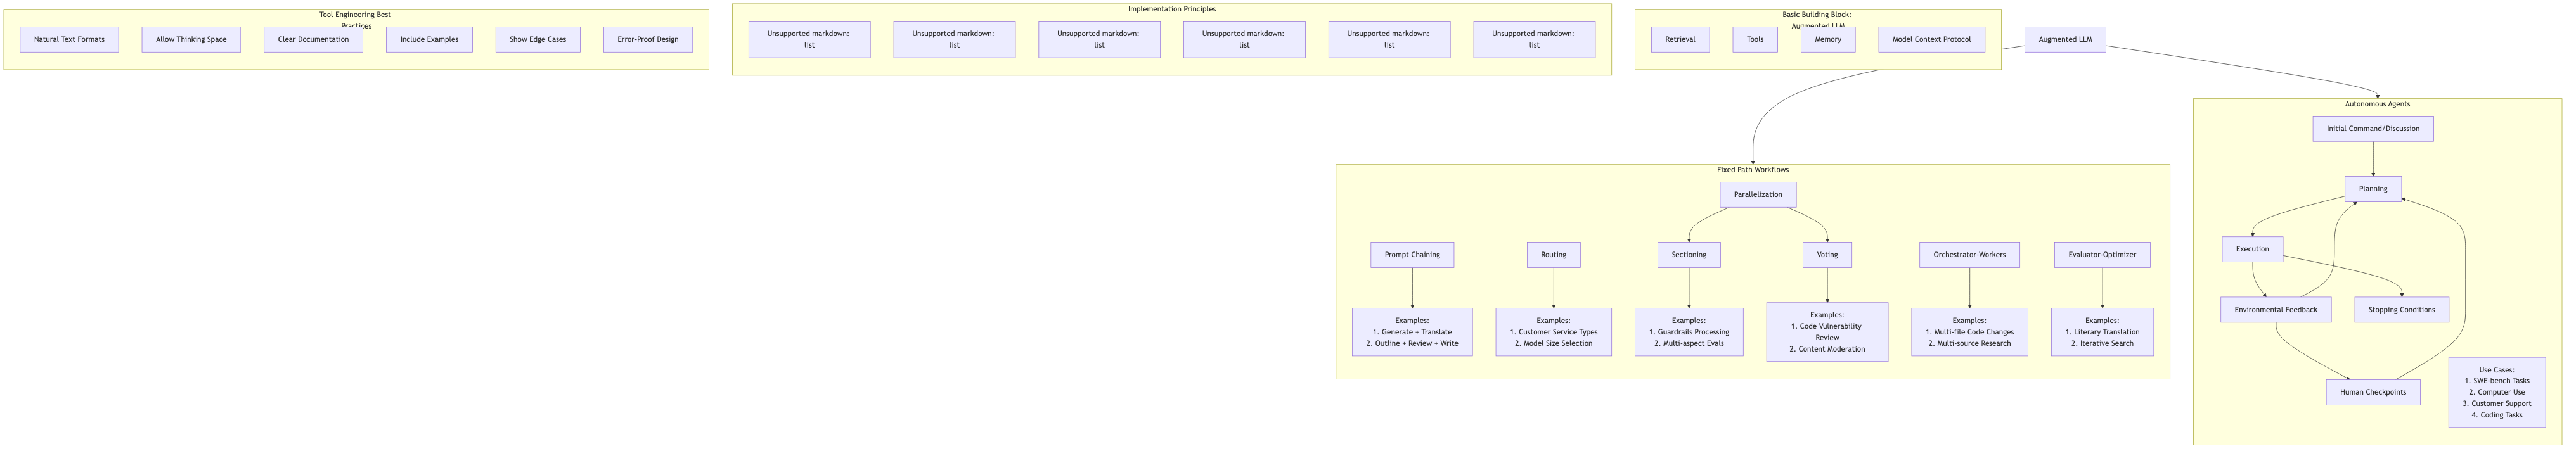 Tool Engineering Best
Practices
Natural Text Formats
Allow Thinking Space
Clear Documentation
Include Examples
Show Edge Cases
Error-Proof Design
Implementation Principles
Unsupported markdown:
list
Unsupported markdown:
list
Unsupported markdown:
list
Unsupported markdown:
list
Unsupported markdown:
list
Unsupported markdown:
list
Basic Building Block:
Augmented LLM
Retrieval
Tools
Memory
Model Context Protocol
Augmented LLM
Fixed Path Workflows
Parallelization
Prompt Chaining
Routing
Sectioning
Voting
Orchestrator-Workers
Evaluator-Optimizer
Examples:
1. Generate + Translate
2. Outline + Review + Write
Examples:
1. Customer Service Types
2. Model Size Selection
Examples:
1. Guardrails Processing
2. Multi-aspect Evals
Examples:
1. Code Vulnerability
Review
2. Content Moderation
Examples:
1. Multi-file Code Changes
2. Multi-source Research
Examples:
1. Literary Translation
2. Iterative Search
Autonomous Agents
Initial Command/Discussion
Planning
Execution
Environmental Feedback
Stopping Conditions
Human Checkpoints
Use Cases:
1. SWE-bench Tasks
2. Computer Use
3. Customer Support
4. Coding Tasks